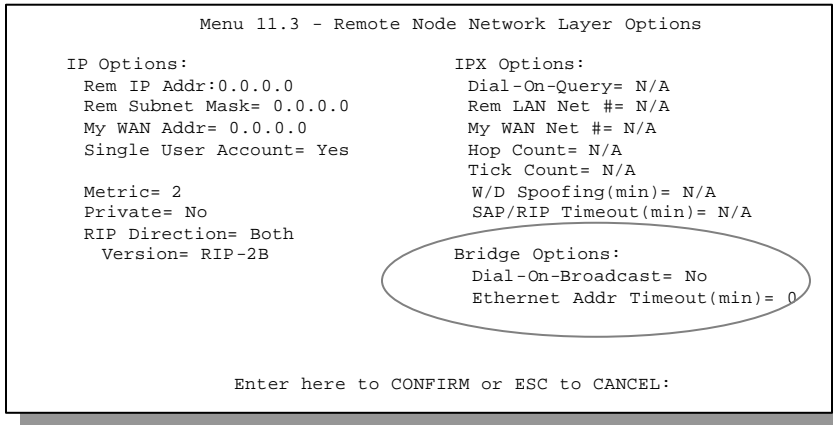 Menu 11.3 - Remote Node Network Layer Options
IP Options:
Rem IP Addr:0.0.0.0
Rem Subnet Mask= 0.0.0.0
My WAN Addr= 0.0.0.0
Single User Account= Yes
Metric= 2
Private= No
RIP Direction= Both
Version= RIP-2B
IPX Options:
Dial-On-Query= N/A
Rem LAN Net #= N/A
My WAN Net #= N/A
Hop Count= N/A
Tick Count= N/A
W/D Spoofing(min)= N/A
SAP/RIP Timeout(min)= N/A
Bridge Options:
Dial-On-Broadcast= No
Ethernet Addr Timeout(min)= 0
Enter here to CONFIRM or ESC to CANCEL: